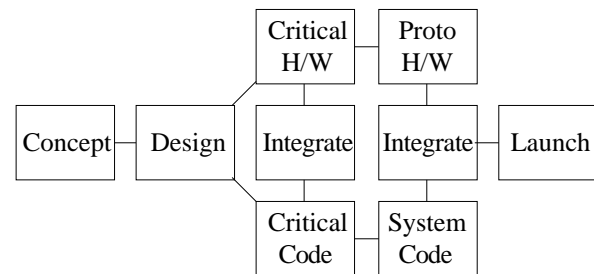 Critical
H/W
Proto
H/W
Concept
Design
Integrate
Integrate
Launch
Critical
Code
System
Code